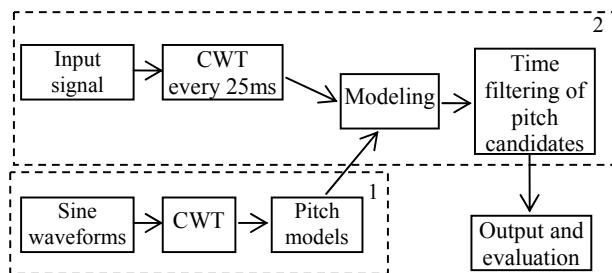 2
Input
signal
CWT
every 25ms
Modeling
Time
filtering of
pitch
candidates
1
Sine
waveforms
CWT
Pitch
models
Output and
evaluation